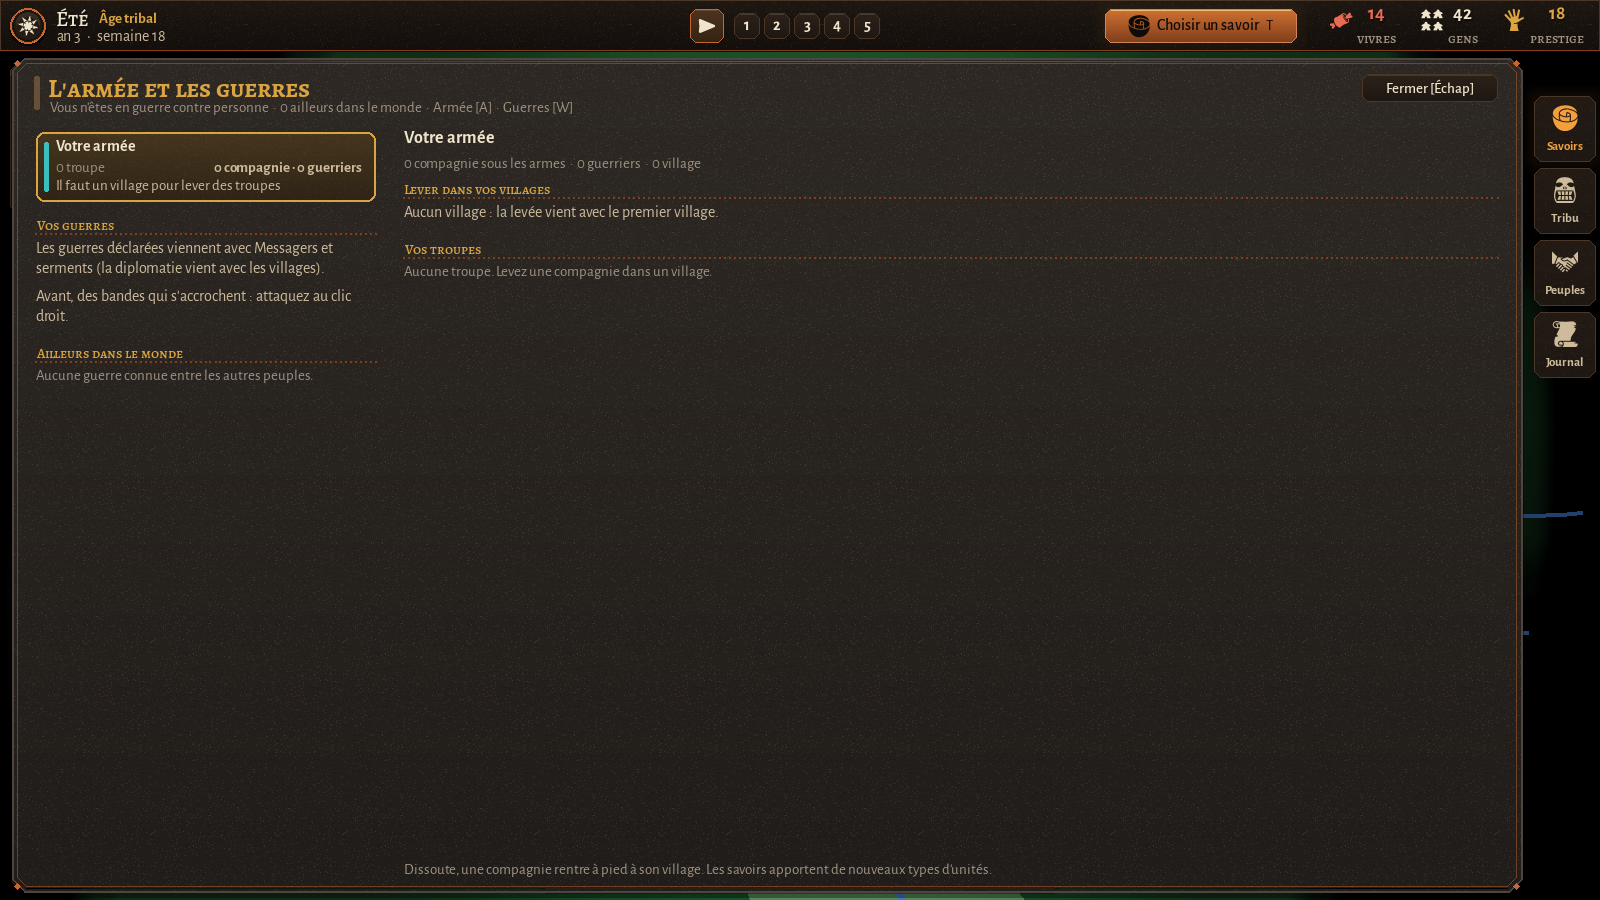 Été Âge tribal
an 3 · semaine 18
1 2 3 4 5
Choisir un savoir T
14
VIVRES
42
GENS
18
PRESTIGE
L'armée et les guerres
Vous n'êtes en guerre contre personne · 0 ailleurs dans le monde · Armée [A] · Guerres [W]
Fermer [Échap]
Votre armée
0 troupe 0 compagnie · 0 guerriers
Il faut un village pour lever des troupes
Vos guerres
Les guerres déclarées viennent avec Messagers et
serments (la diplomatie vient avec les villages).
Avant, des bandes qui s'accrochent : attaquez au clic
droit.
Ailleurs dans le monde
Aucune guerre connue entre les autres peuples.
Votre armée
0 compagnie sous les armes · 0 guerriers · 0 village
Lever dans vos villages
Aucun village : la levée vient avec le premier village.
Vos troupes
Aucune troupe. Levez une compagnie dans un village.
Dissoute, une compagnie rentre à pied à son village. Les savoirs apportent de nouveaux types d'unités.
Savoirs
Tribu
Peuples
Journal